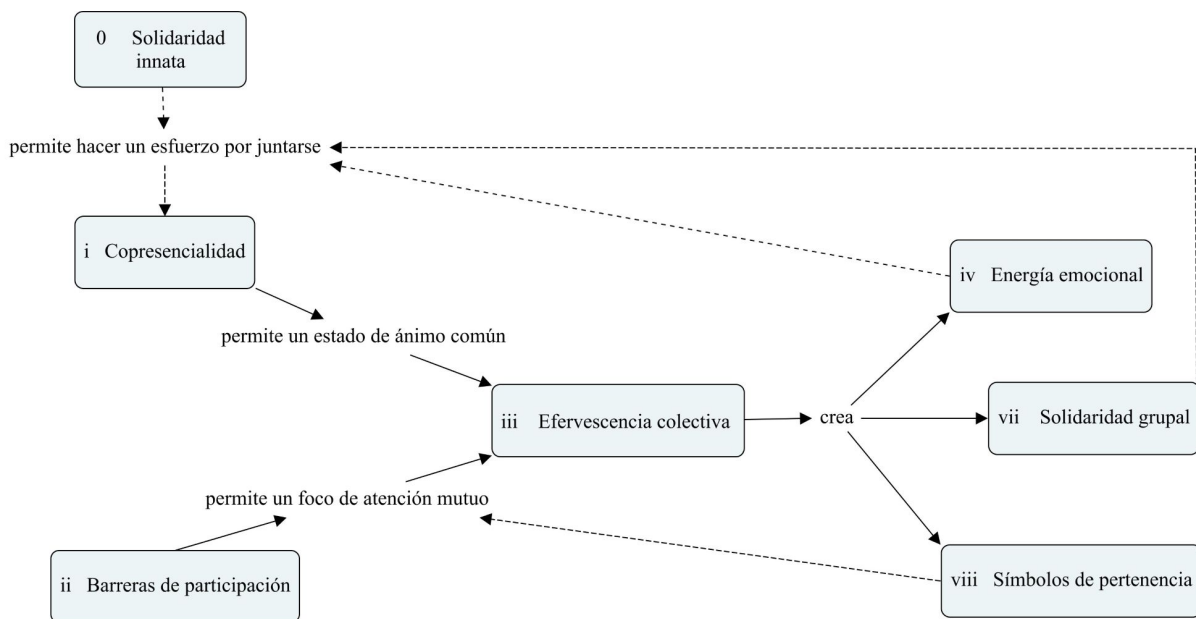 0 Solidaridad
innata
permite hacer un esfuerzo por juntarse
i Copresencialidad
iv Energía emocional
permite un estado de ánimo común
iii Efervescencia colectiva
crea
vii Solidaridad grupal
permite un foco de atención mutuo
ii Barreras de participación
viii Símbolos de pertenencia